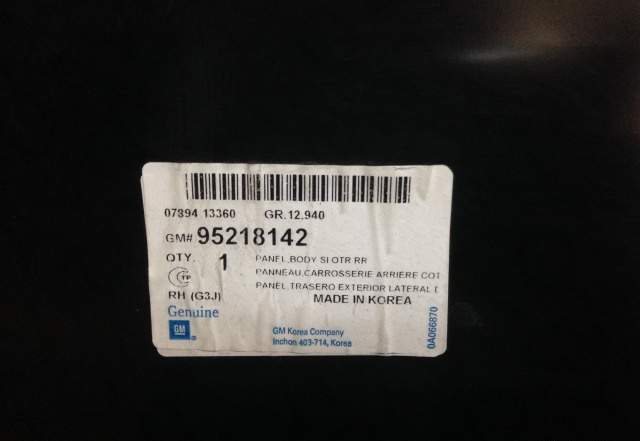 07394 13360 GR.12.940
GM# 95218142
QTY. 1 PANEL,BODY SI OTR RR
PANNEAU,CARROSSERIE ARRIERE COT
PANEL,TRASERO EXTERIOR LATERAL D
RH (G3J) MADE IN KOREA
Genuine
GM
GM Korea Company
Inchon 403-714, Korea
0A066870